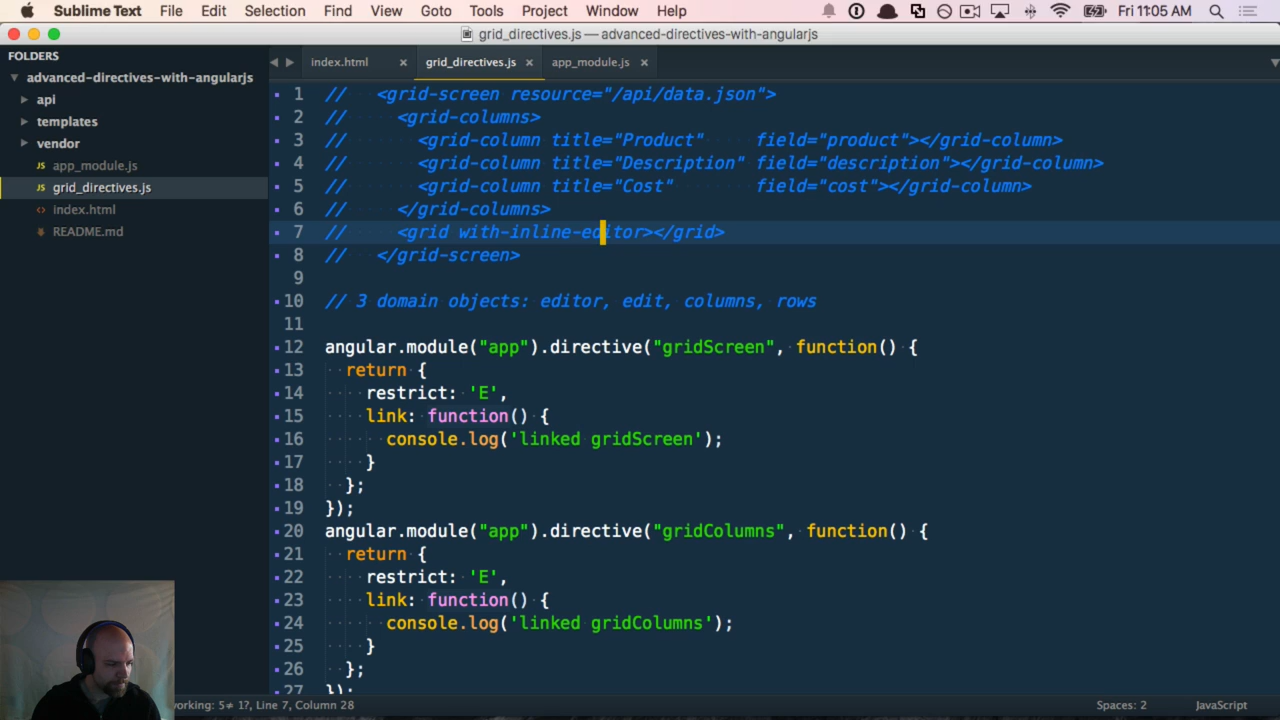 Sublime Text File Edit Selection Find View Goto Tools Project Window Help Fri 11:05 AM
grid_directives.js — advanced-directives-with-angularjs
FOLDERS
advanced-directives-with-angularjs
api
templates
vendor
JS app_module.js
JS grid_directives.js
<> index.html
README.md
index.html × grid_directives.js × app_module.js ×
1 // <grid-screen resource="/api/data.json">
2 // <grid-columns>
3 // <grid-column title="Product" field="product"></grid-column>
4 // <grid-column title="Description" field="description"></grid-column>
5 // <grid-column title="Cost" field="cost"></grid-column>
6 // </grid-columns>
7 // <grid with-inline-editor></grid>
8 // </grid-screen>
9
10 // 3 domain objects: editor, edit, columns, rows
11
12 angular.module("app").directive("gridScreen", function() {
13 return {
14 restrict: 'E',
15 link: function() {
16 console.log('linked gridScreen');
17 }
18 };
19 });
20 angular.module("app").directive("gridColumns", function() {
21 return {
22 restrict: 'E',
23 link: function() {
24 console.log('linked gridColumns');
25 }
26 };
27 });
working: 5≠ 1?, Line 7, Column 28 Spaces: 2 JavaScript